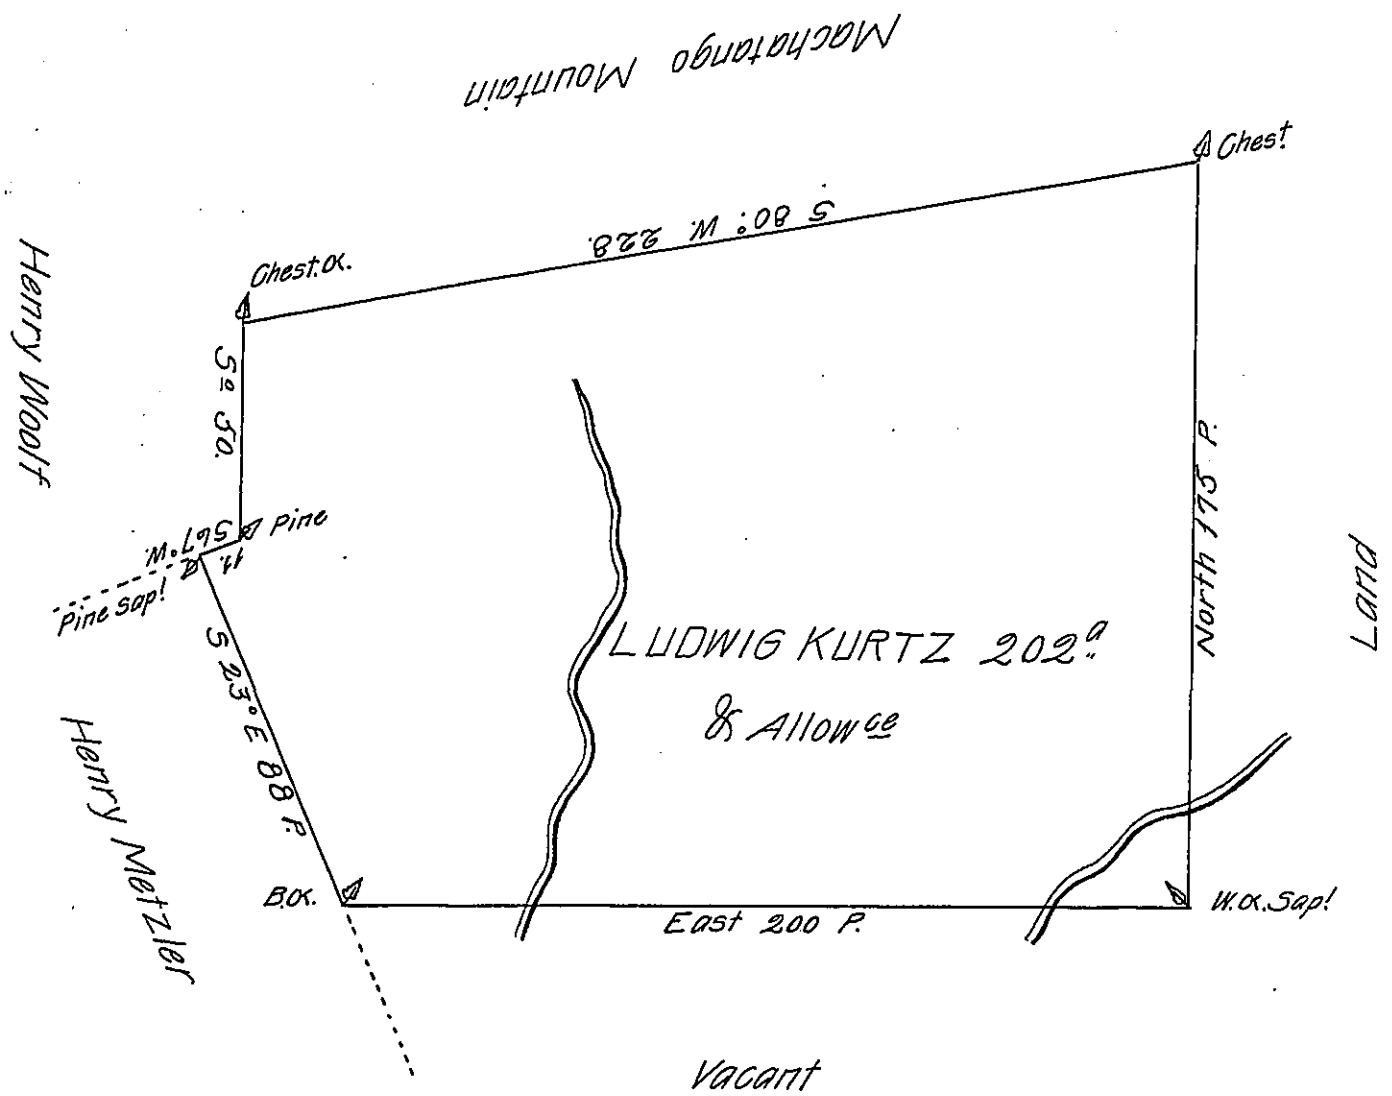 Machatango Mountain
Chest!
S 80°. W. 228.
Chest.O.
Henry Woolf
So 50.
Pine
S 67° W.
11.
Pine Sap!
North 175 P.
Land
LUDWIG KURTZ 202a
& Allowce
S 23° E 88 P.
Henry Metzler
B.O.
W.O. Sap!
East 200 P.
Vacant